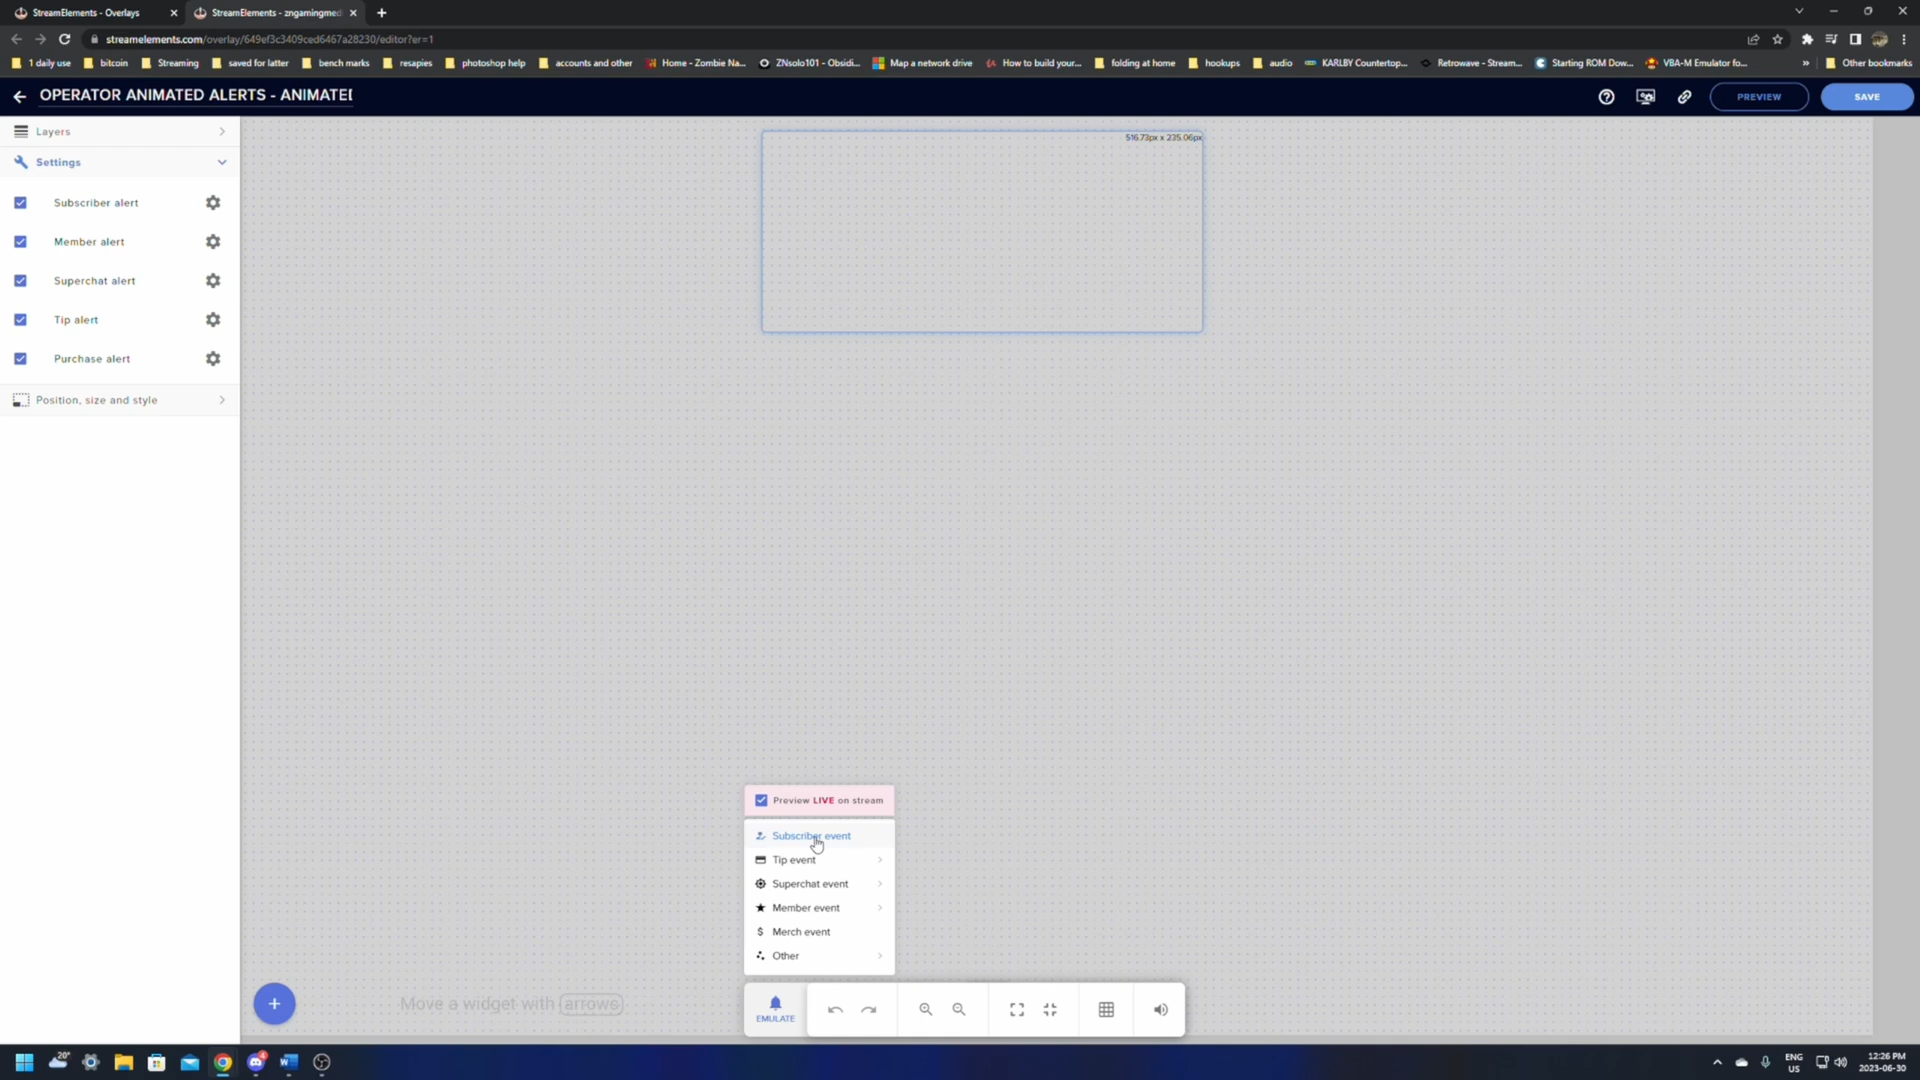 StreamElements - Overlays
StreamElements - zngamingmed
streamelements.com/overlay/649ef3c3409ced6467a28230/editor?er=1
1 daily use
bitcoin
Streaming
saved for latter
bench marks
resapies
photoshop help
accounts and other
Home - Zombie Na...
ZNsolo101 - Obsidi...
Map a network drive
How to build your...
folding at home
hookups
audio
KARLBY Countertop...
Retrowave - Stream...
Starting ROM Dow...
VBA-M Emulator fo...
»
Other bookmarks
OPERATOR ANIMATED ALERTS - ANIMATE
PREVIEW
SAVE
Layers
516.73px x 235.06px
Settings
Subscriber alert
Member alert
Superchat alert
Tip alert
Purchase alert
Position, size and style
Preview LIVE on stream
Subscriber event
Tip event
Superchat event
Member event
Merch event
Other
Move a widget with arrows
EMULATE
20°
4
ENG
US
12:26 PM
2023-06-30